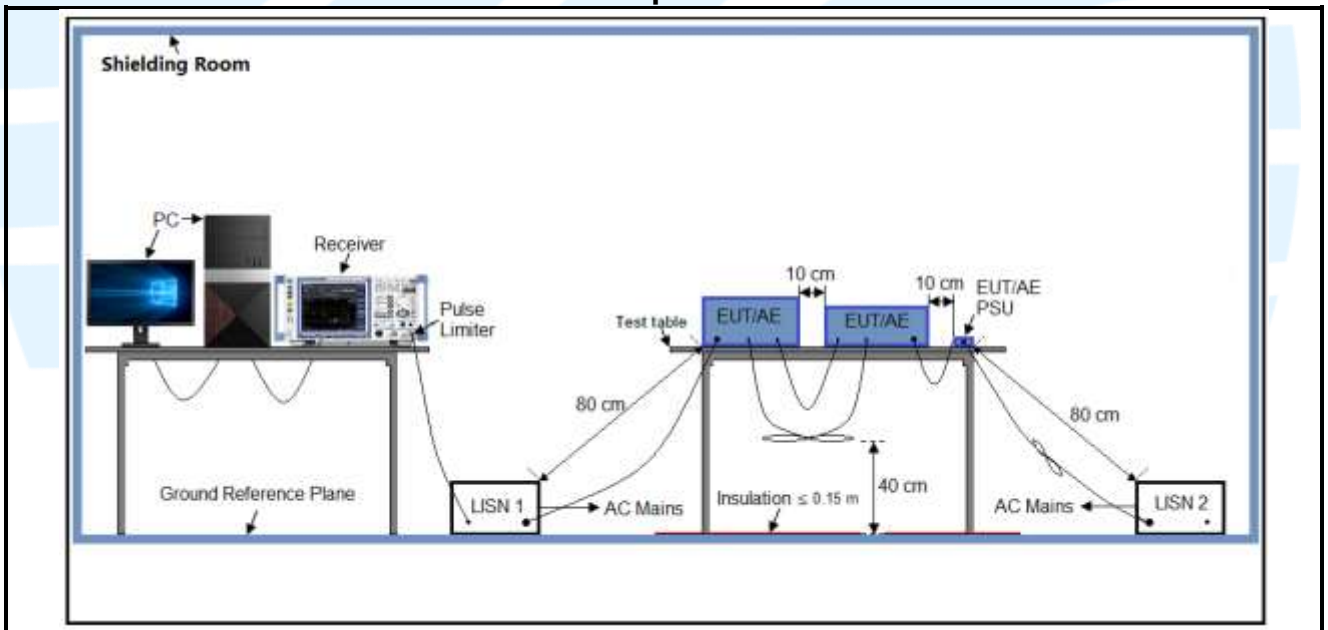 Shielding Room
PC
Receiver
Pulse
Limiter
10 cm
10 cm
EUT/AE
PSU
Test table
EUT/AE
EUT/AE
80 cm
80 cm
Ground Reference Plane
LISN 1
AC Mains
Insulation ≤ 0.15 m
40 cm
AC Mains
LISN 2